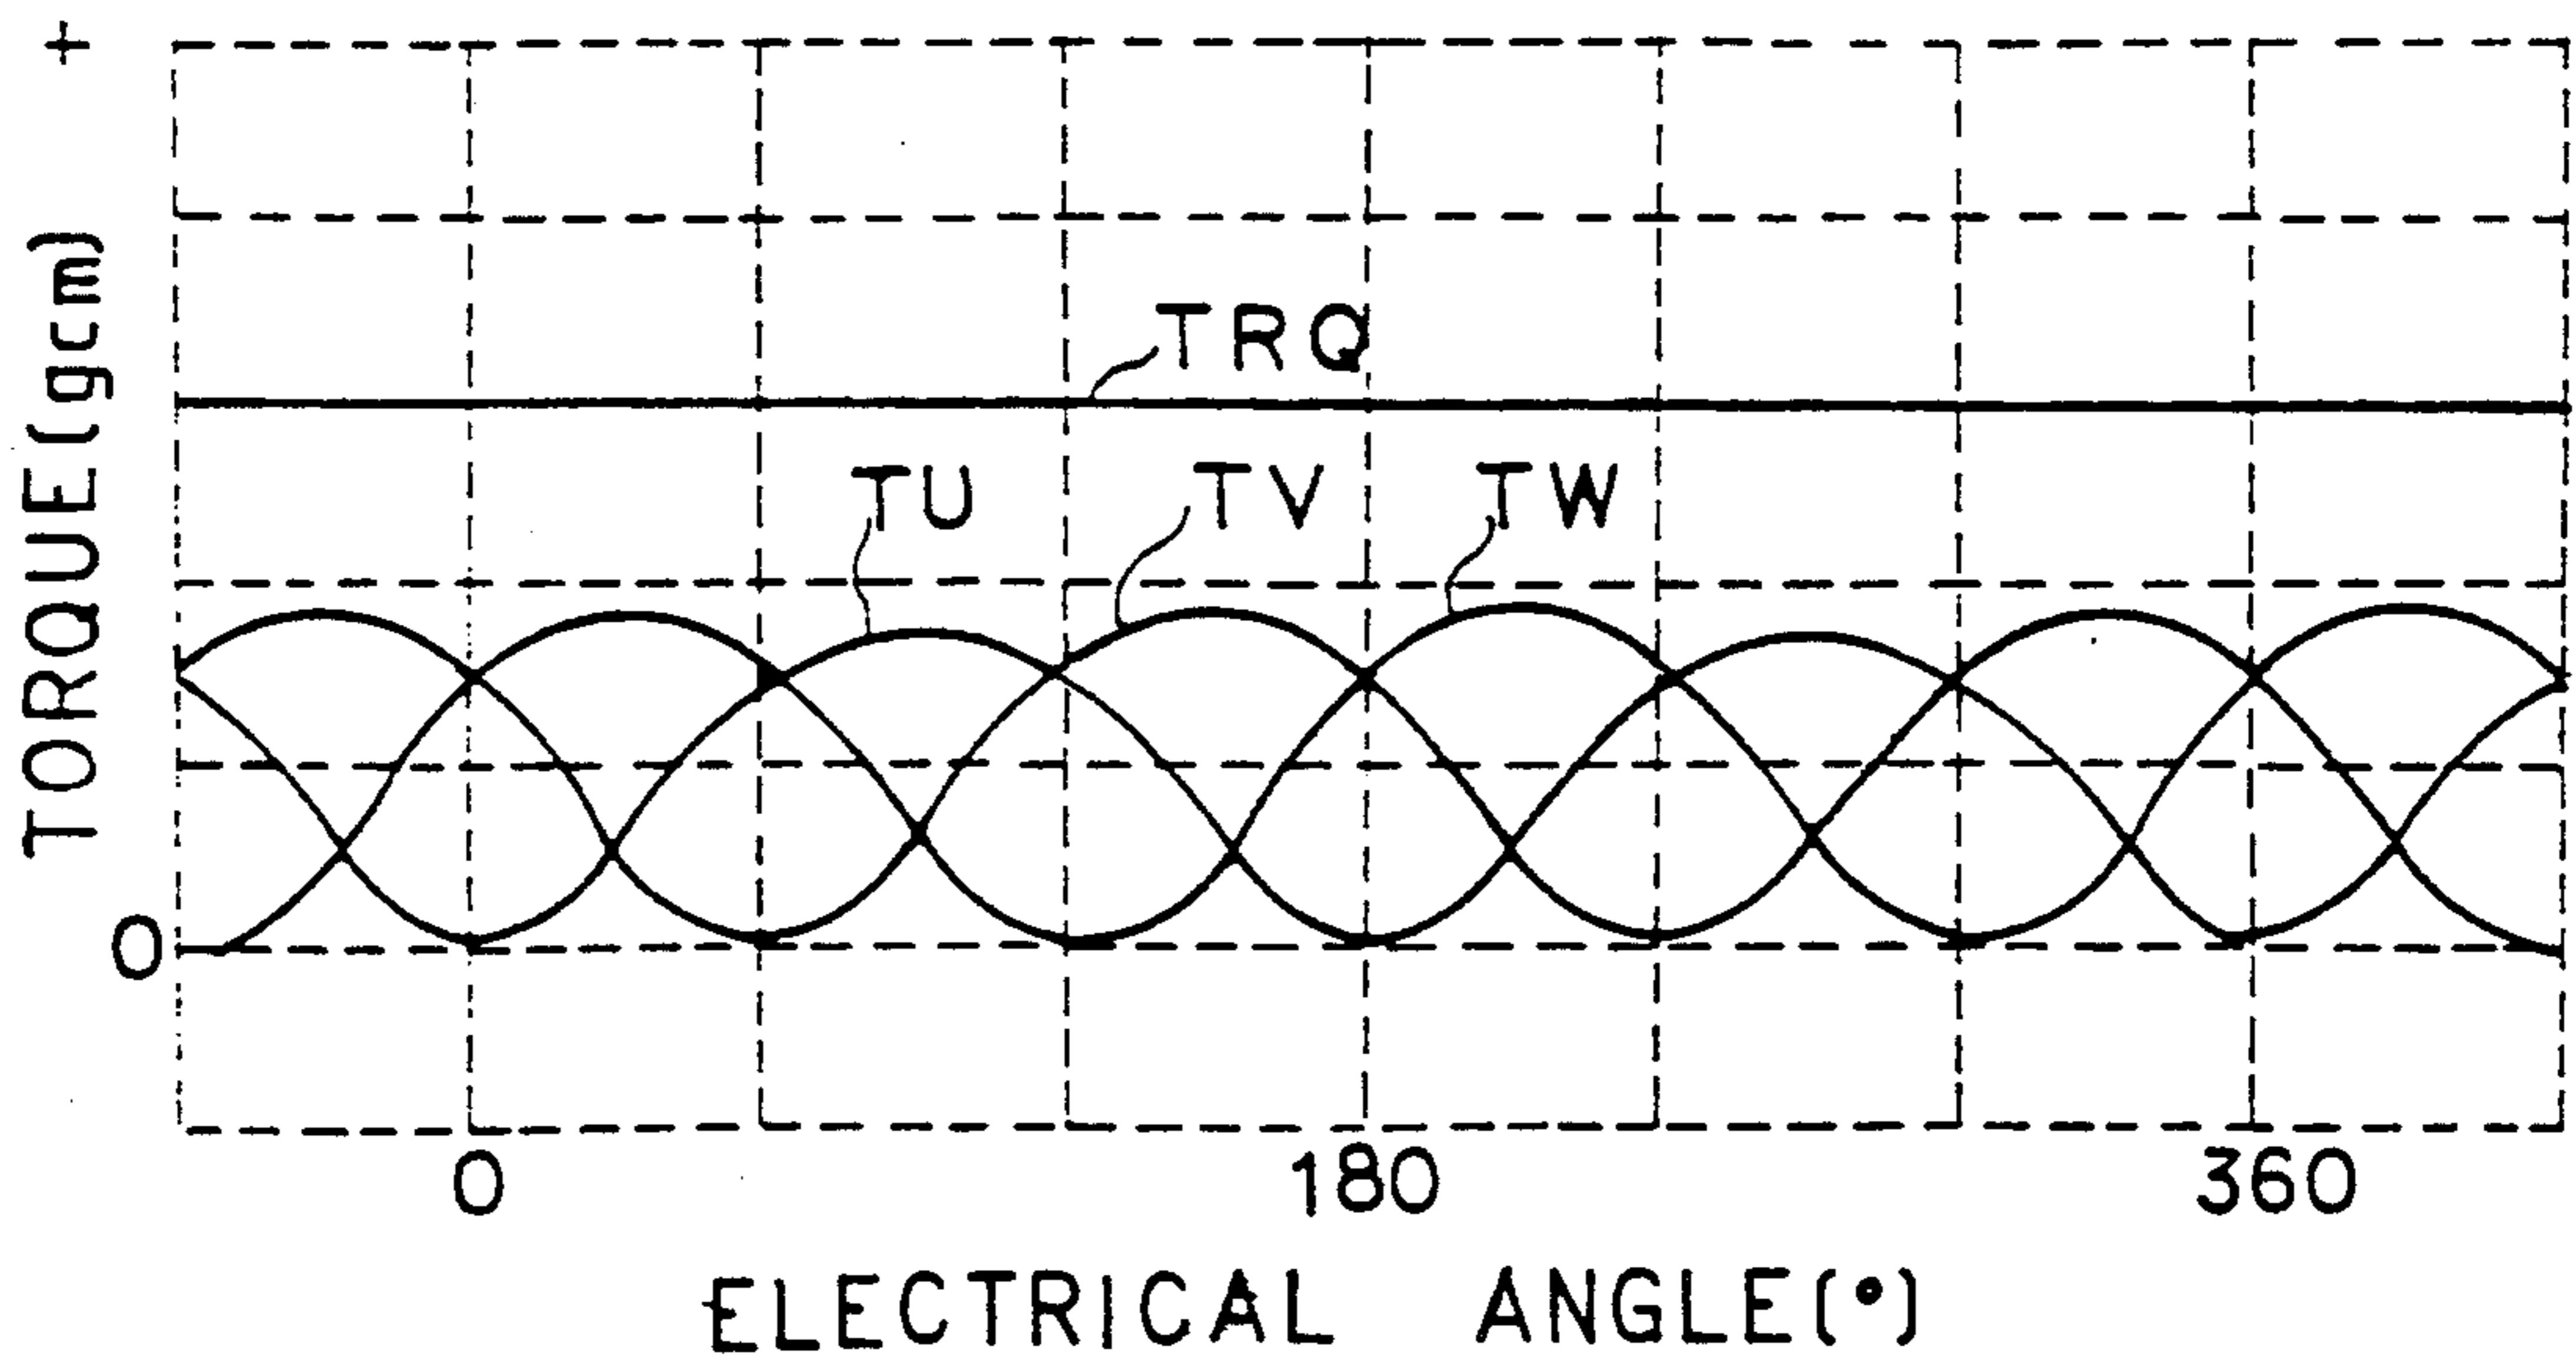 +
TORQUE(gcm)
TRQ
TU TV TW
0
0 180 360
ELECTRICAL ANGLE(°)